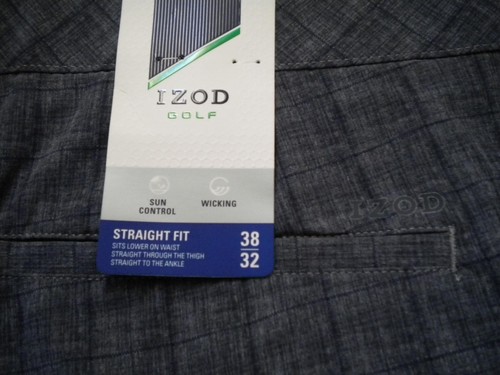 IZOD
GOLF
SUN
CONTROL
WICKING
IZOD
STRAIGHT FIT
SITS LOWER ON WAIST
STRAIGHT THROUGH THE THIGH
STRAIGHT TO THE ANKLE
38
32